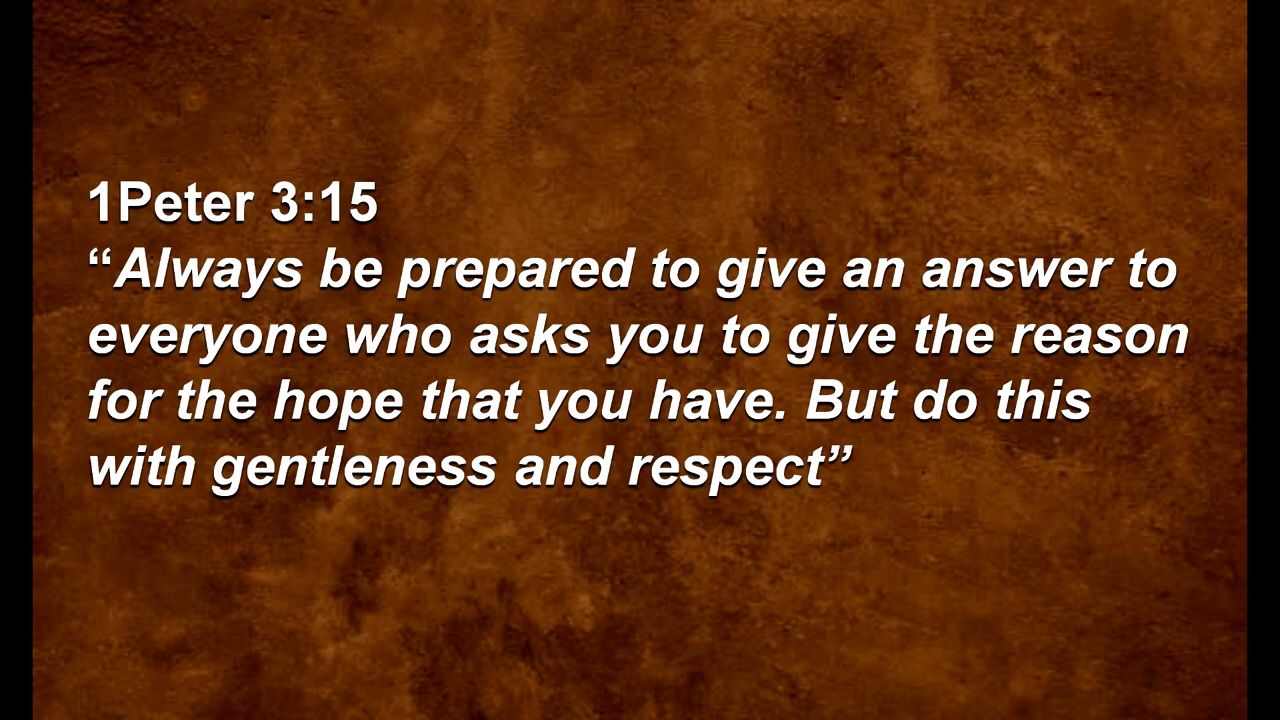 1Peter 3:15
“Always be prepared to give an answer to
everyone who asks you to give the reason
for the hope that you have. But do this
with gentleness and respect”